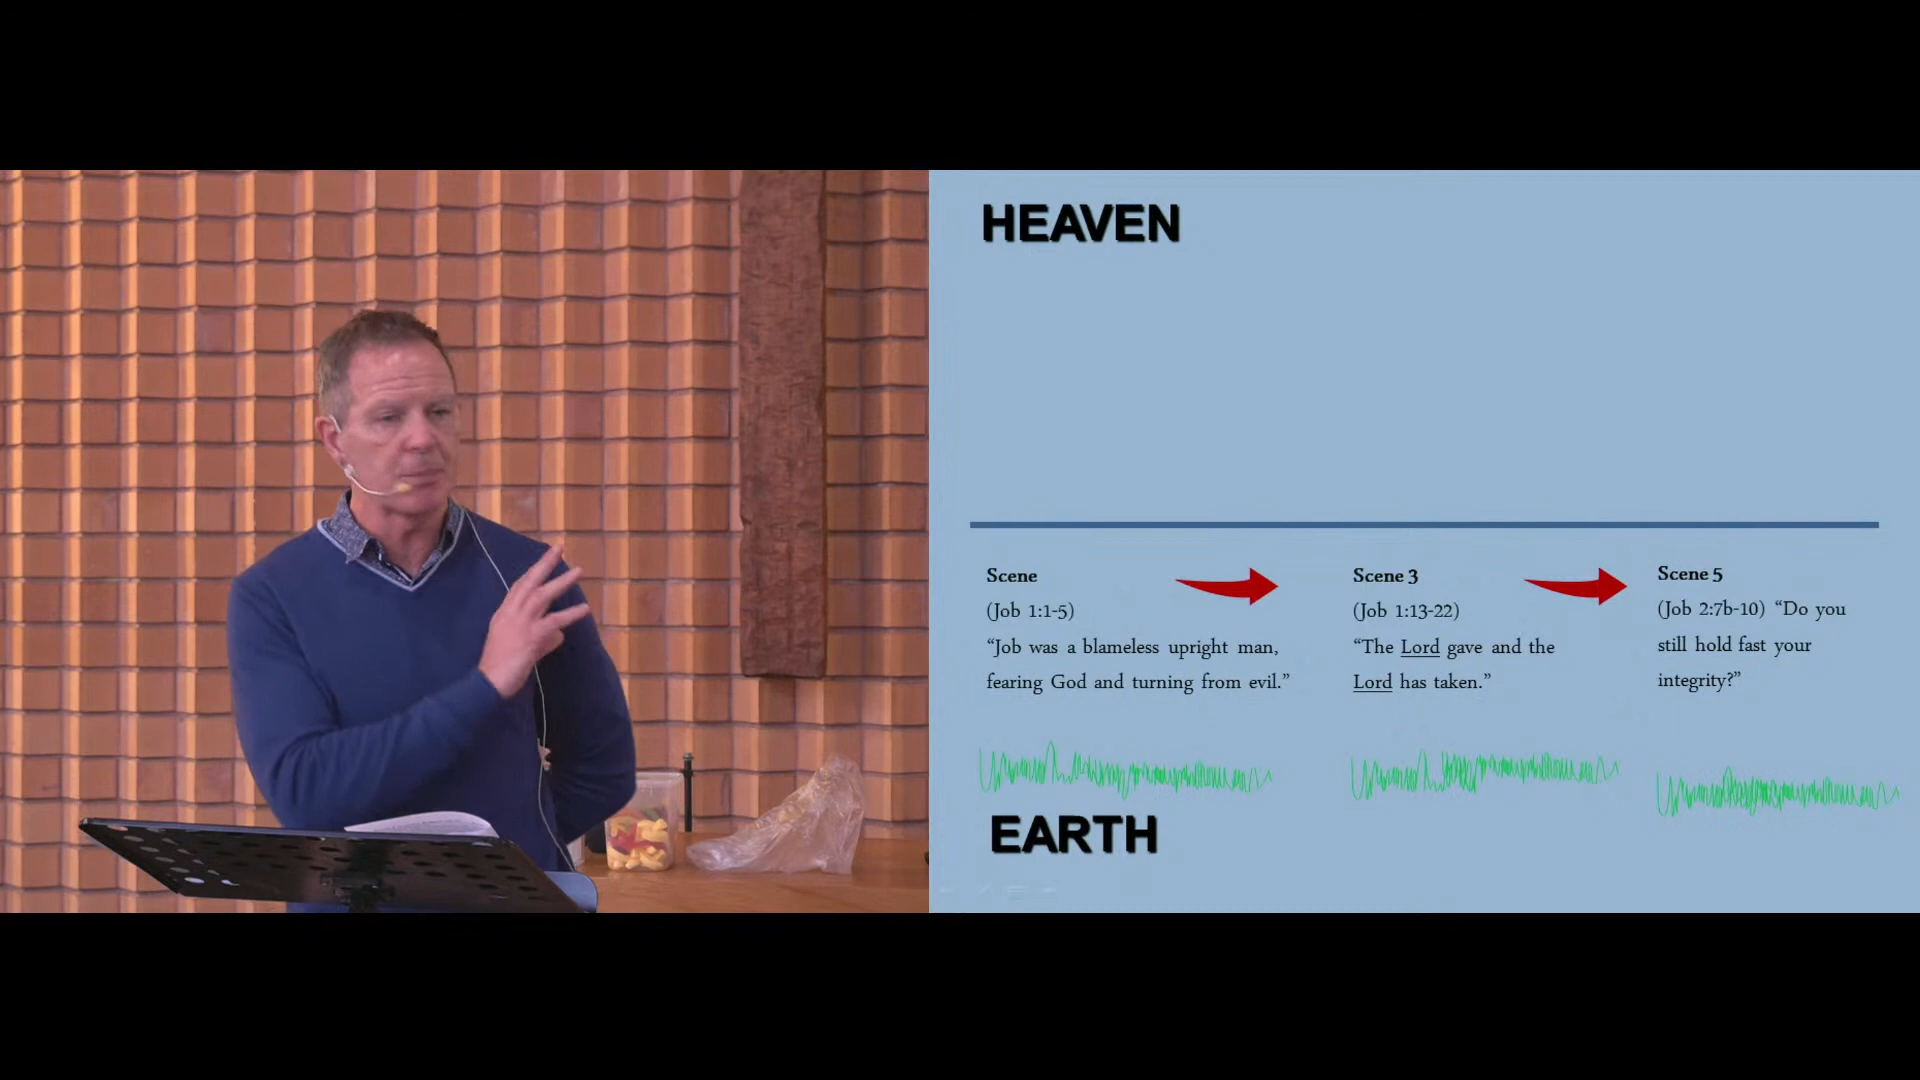 HEAVEN
Scene
(Job 1:1-5)
“Job was a blameless upright man,
fearing God and turning from evil.”
Scene 3
(Job 1:13-22)
“The Lord gave and the
Lord has taken.”
Scene 5
(Job 2:7b-10) “Do you
still hold fast your
integrity?”
EARTH